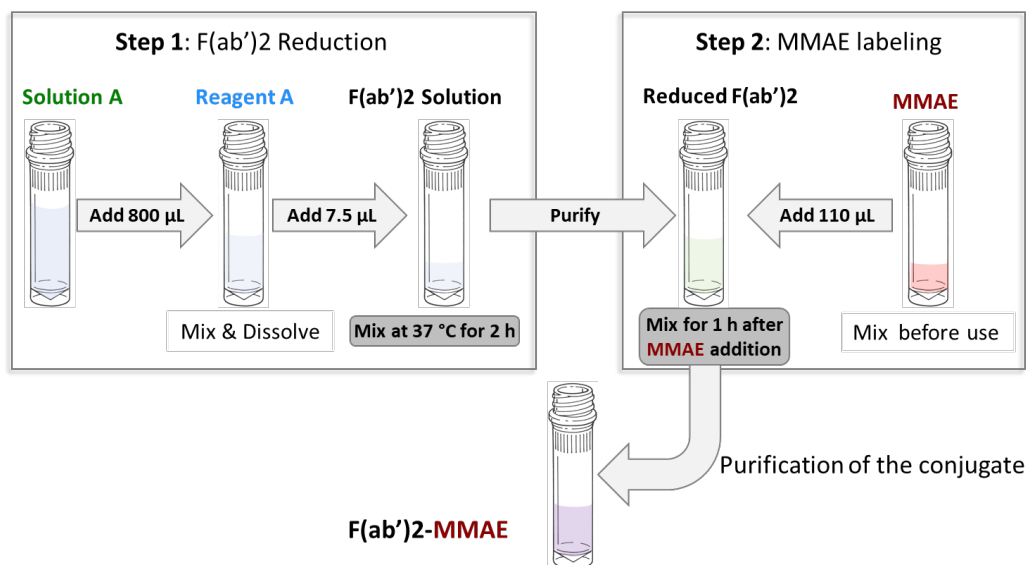 Step 1: F(ab’)2 Reduction
Solution A
Reagent A
F(ab’)2 Solution
Add 800 µL
Add 7.5 µL
Mix & Dissolve
Mix at 37 °C for 2 h
Purify
Step 2: MMAE labeling
Reduced F(ab’)2
MMAE
Add 110 µL
Mix for 1 h after
MMAE addition
Mix before use
Purification of the conjugate
F(ab’)2-MMAE